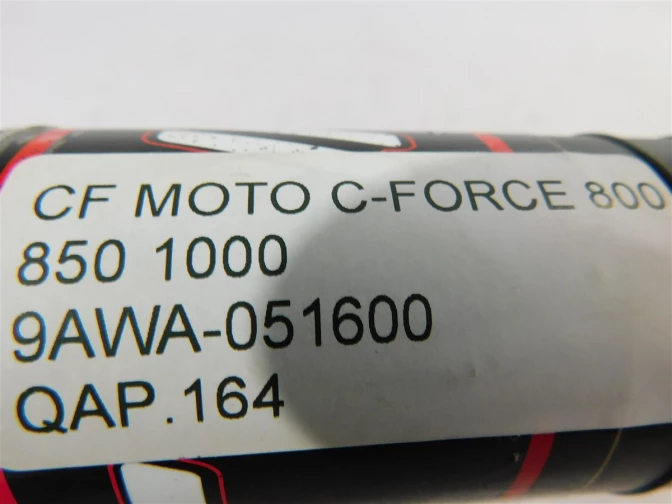 CF MOTO C-FORCE 800
850 1000
9AWA-051600
QAP.164